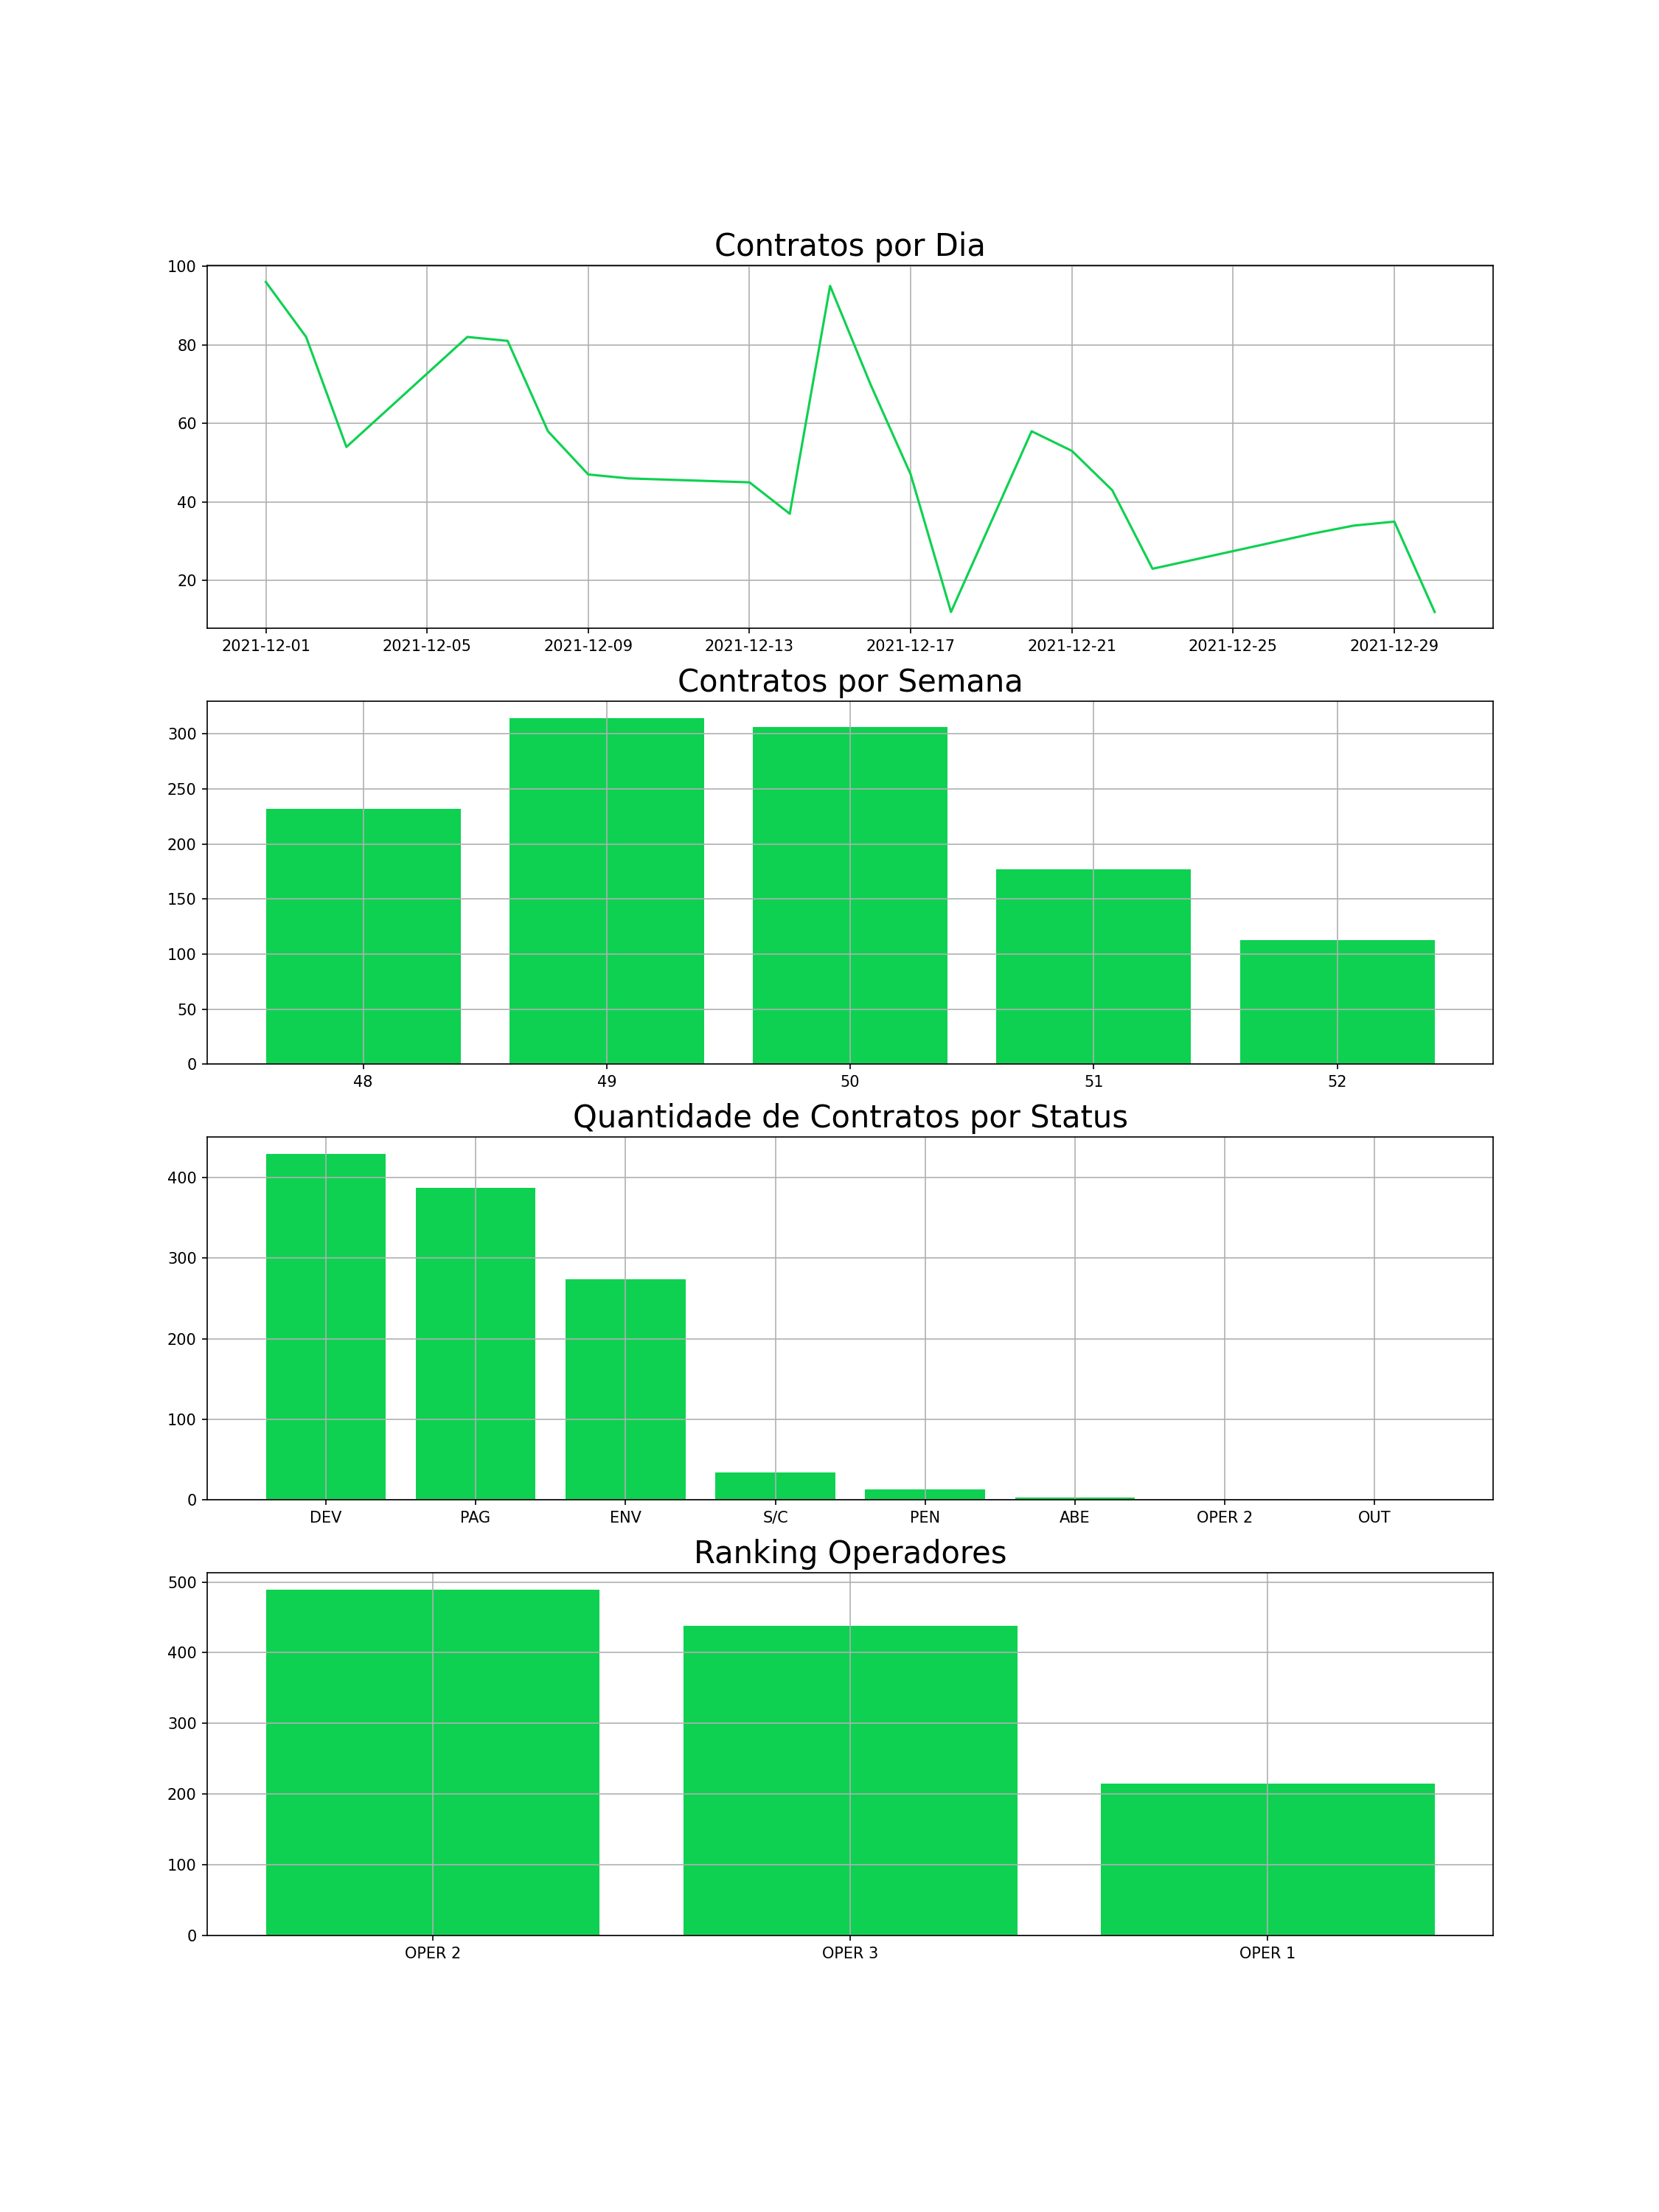 Contratos por Dia
100
80
60
40
20
2021-12-01 2021-12-05 2021-12-09 2021-12-13 2021-12-17 2021-12-21 2021-12-25 2021-12-29
Contratos por Semana
300
250
200
150
100
50
0
48 49 50 51 52
Quantidade de Contratos por Status
400
300
200
100
0
DEV PAG ENV S/C PEN ABE OPER 2 OUT
Ranking Operadores
500
400
300
200
100
0
OPER 2 OPER 3 OPER 1